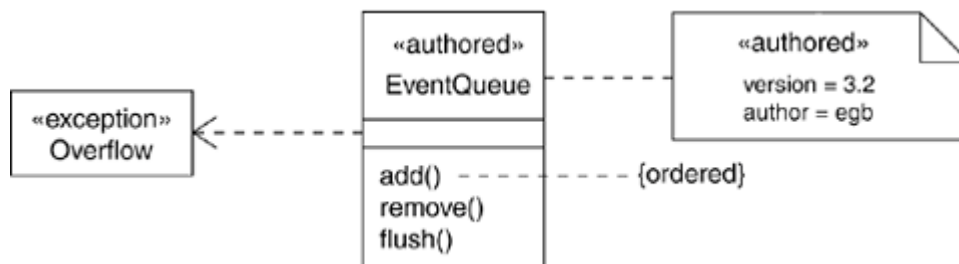 «exception»
Overflow
«authored»
EventQueue
add()
remove()
flush()
{ordered}
«authored»
version = 3.2
author = egb